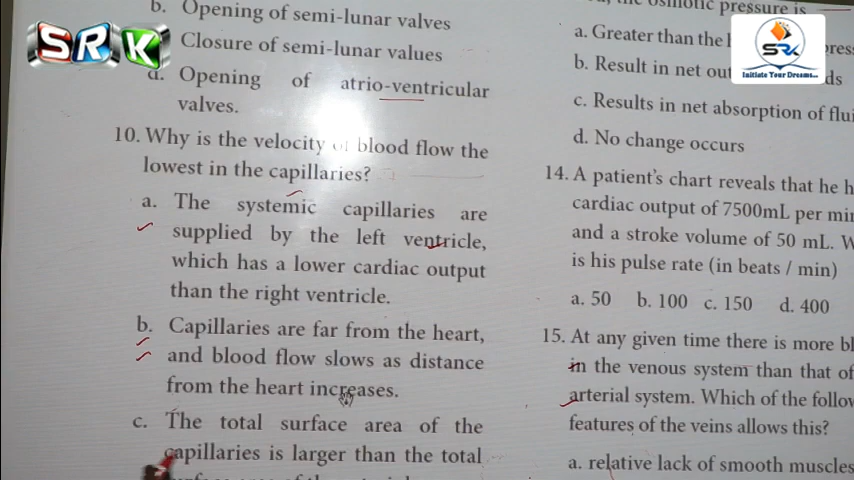 b. Opening of semi-lunar valves
Closure of semi-lunar values
d. Opening of atrio-ventricular
valves.
10. Why is the velocity of blood flow the
lowest in the capillaries?
a. The systemic capillaries are
supplied by the left ventricle,
which has a lower cardiac output
than the right ventricle.
b. Capillaries are far from the heart,
and blood flow slows as distance
from the heart increases.
c. The total surface area of the
capillaries is larger than the total
osmotic pressure is
a. Greater than the
b. Result in net
c. Results in net absorption of
d. No change occurs
14. A patient's chart reveals that he
cardiac output of 7500mL per
and a stroke volume of 50 mL.
is his pulse rate (in beats / min)
a. 50 b. 100 c. 150 d. 400
15. At any given time there is more
in the venous system than that of
arterial system. Which of the
features of the veins allows this?
a. relative lack of smooth muscles
SRK
SRK
Initiate Your Dreams...